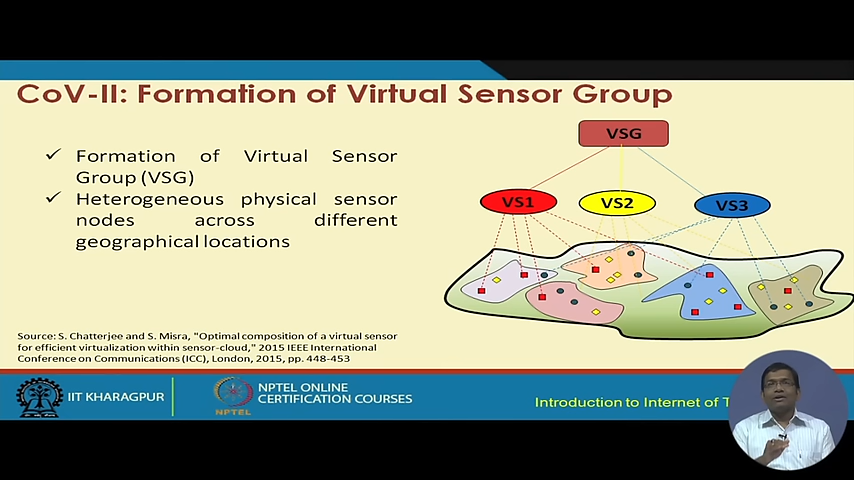 CoV-II: Formation of Virtual Sensor Group
✓ Formation of Virtual Sensor
Group (VSG)
✓ Heterogeneous physical sensor
nodes across different
geographical locations
VSG
VS1
VS2
VS3
Source: S. Chatterjee and S. Misra, "Optimal composition of a virtual sensor
for efficient virtualization within sensor-cloud," 2015 IEEE International
Conference on Communications (ICC), London, 2015, pp. 448-453
IIT KHARAGPUR
NPTEL
NPTEL ONLINE
CERTIFICATION COURSES
Introduction to Internet of T